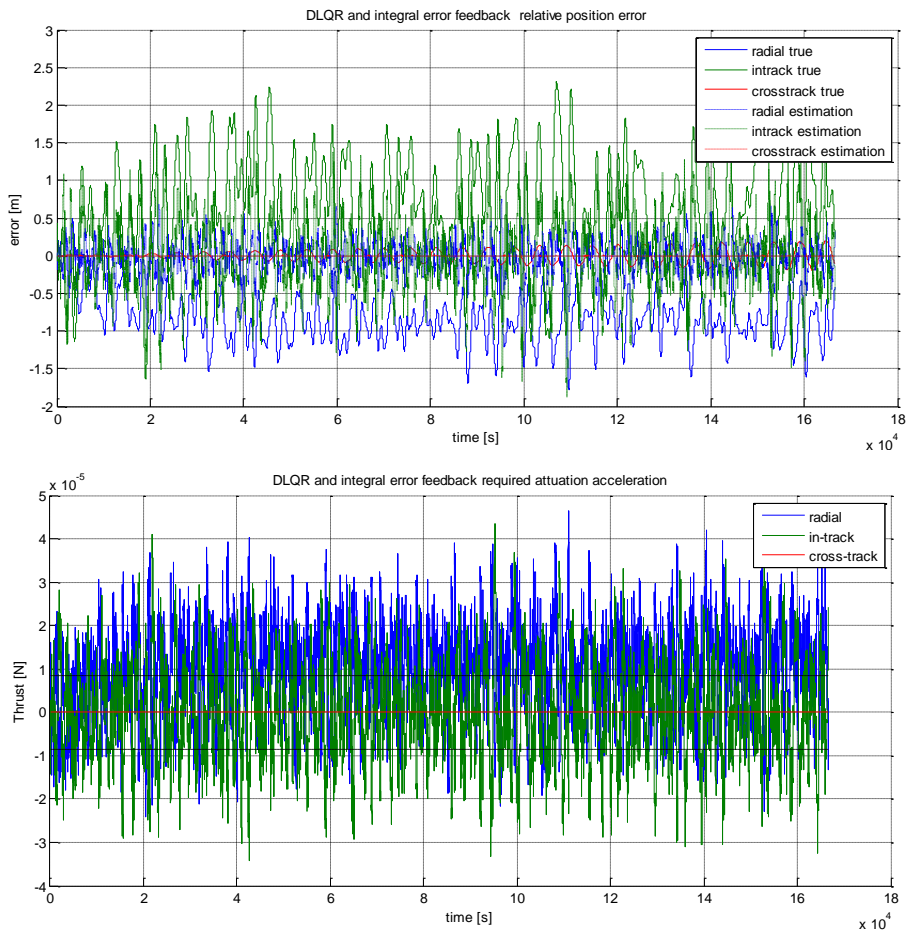 DLQR and integral error feedback relative position error
3
2.5
2
1.5
1
0.5
0
-0.5
-1
-1.5
-2
error [m]
radial true
intrack true
crosstrack true
radial estimation
intrack estimation
crosstrack estimation
0 2 4 6 8 10 12 14 16 18
time [s]
x 10^4
DLQR and integral error feedback required attuation acceleration
x 10^-5
5
4
3
2
1
0
-1
-2
-3
-4
Thrust [N]
radial
in-track
cross-track
0 2 4 6 8 10 12 14 16 18
time [s]
x 10^4